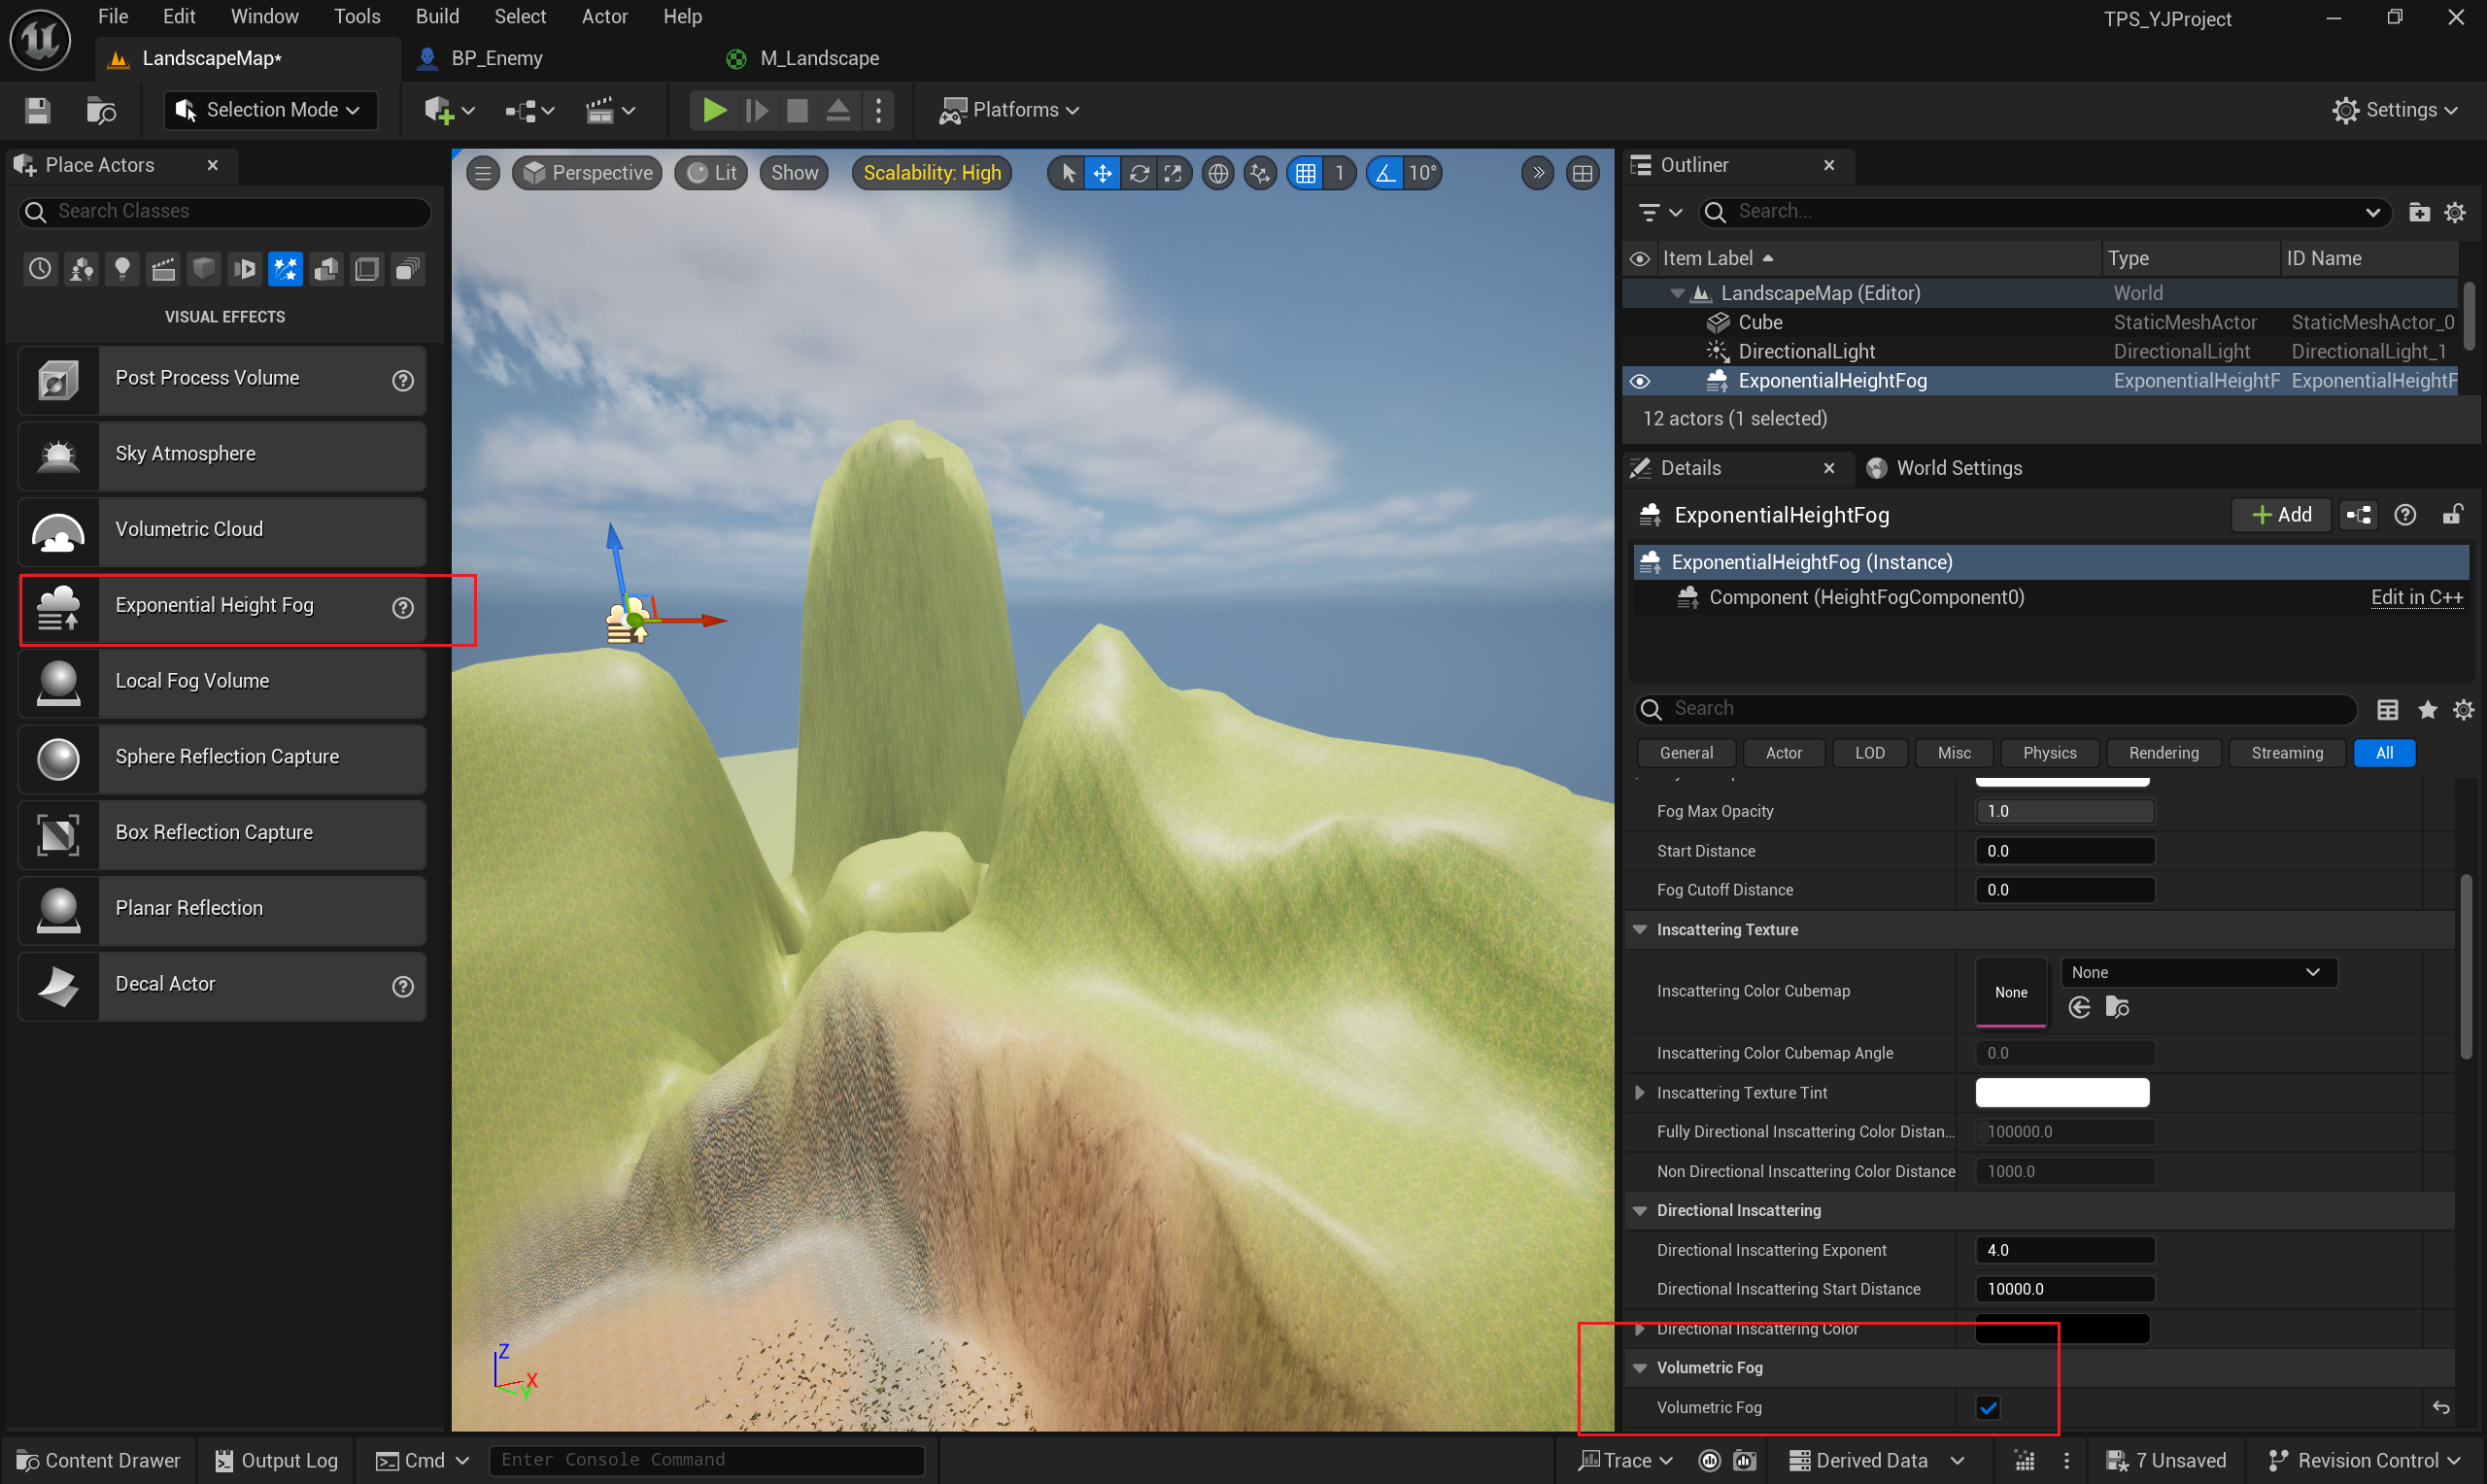 File Edit Window Tools Build Select Actor Help
TPS_YJProject
LandscapeMap*
BP_Enemy
M_Landscape
Selection Mode
Platforms
Settings
Place Actors
Search Classes
VISUAL EFFECTS
Post Process Volume
Sky Atmosphere
Volumetric Cloud
Exponential Height Fog
Local Fog Volume
Sphere Reflection Capture
Box Reflection Capture
Planar Reflection
Decal Actor
Perspective
Lit
Show
Scalability: High
1
10°
Z
X
Y
Outliner
Search...
Item Label Type ID Name
LandscapeMap (Editor) World
Cube StaticMeshActor StaticMeshActor_0
DirectionalLight DirectionalLight DirectionalLight_1
ExponentialHeightFog ExponentialHeightF ExponentialHeightF
12 actors (1 selected)
Details
World Settings
ExponentialHeightFog
Add
ExponentialHeightFog (Instance)
Component (HeightFogComponent0) Edit in C++
Search
General Actor LOD Misc Physics Rendering Streaming All
Fog Max Opacity 1.0
Start Distance 0.0
Fog Cutoff Distance 0.0
Inscattering Texture
Inscattering Color Cubemap None None
Inscattering Color Cubemap Angle 0.0
Inscattering Texture Tint
Fully Directional Inscattering Color Distan... 100000.0
Non Directional Inscattering Color Distance 1000.0
Directional Inscattering
Directional Inscattering Exponent 4.0
Directional Inscattering Start Distance 10000.0
Directional Inscattering Color
Volumetric Fog
Volumetric Fog
Content Drawer
Output Log
Cmd
Enter Console Command
Trace
Derived Data
7 Unsaved
Revision Control